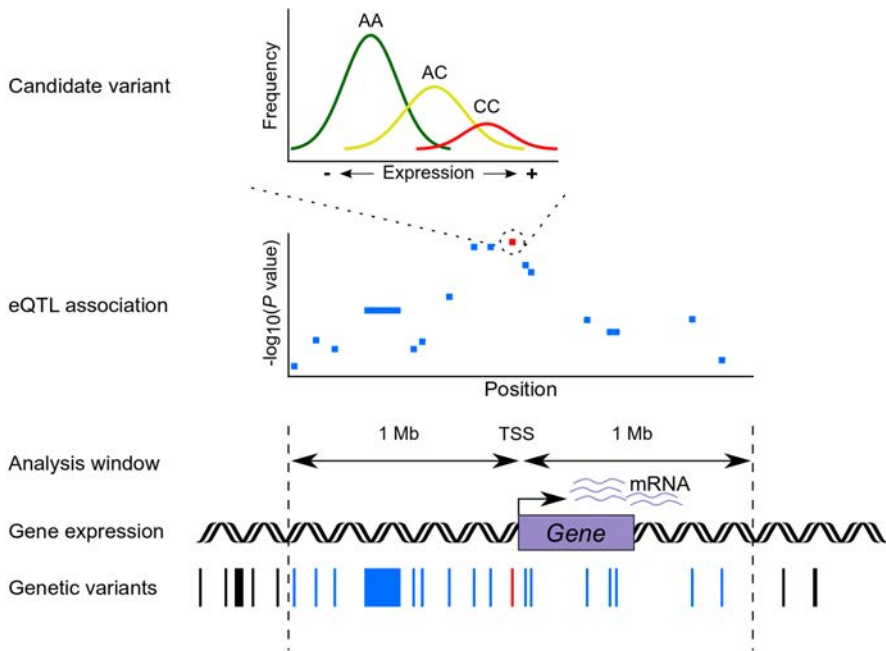 Candidate variant
Frequency
AA
AC
CC
- Expression +
eQTL association
-log10(P value)
Position
Analysis window
1 Mb TSS 1 Mb
mRNA
Gene expression
Gene
Genetic variants